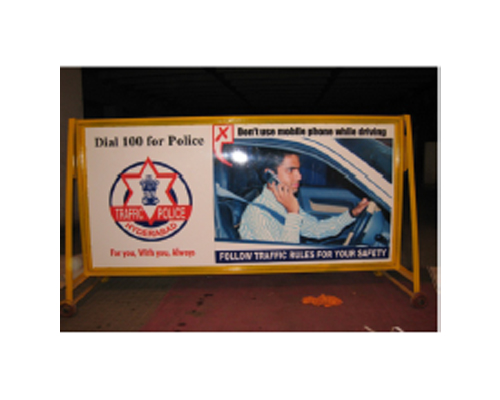 Dial 100 for Police
TRAFFIC POLICE
HYDERABAD
For you, With you, Always
X
Don't use mobile phone while driving
FOLLOW TRAFFIC RULES FOR YOUR SAFETY